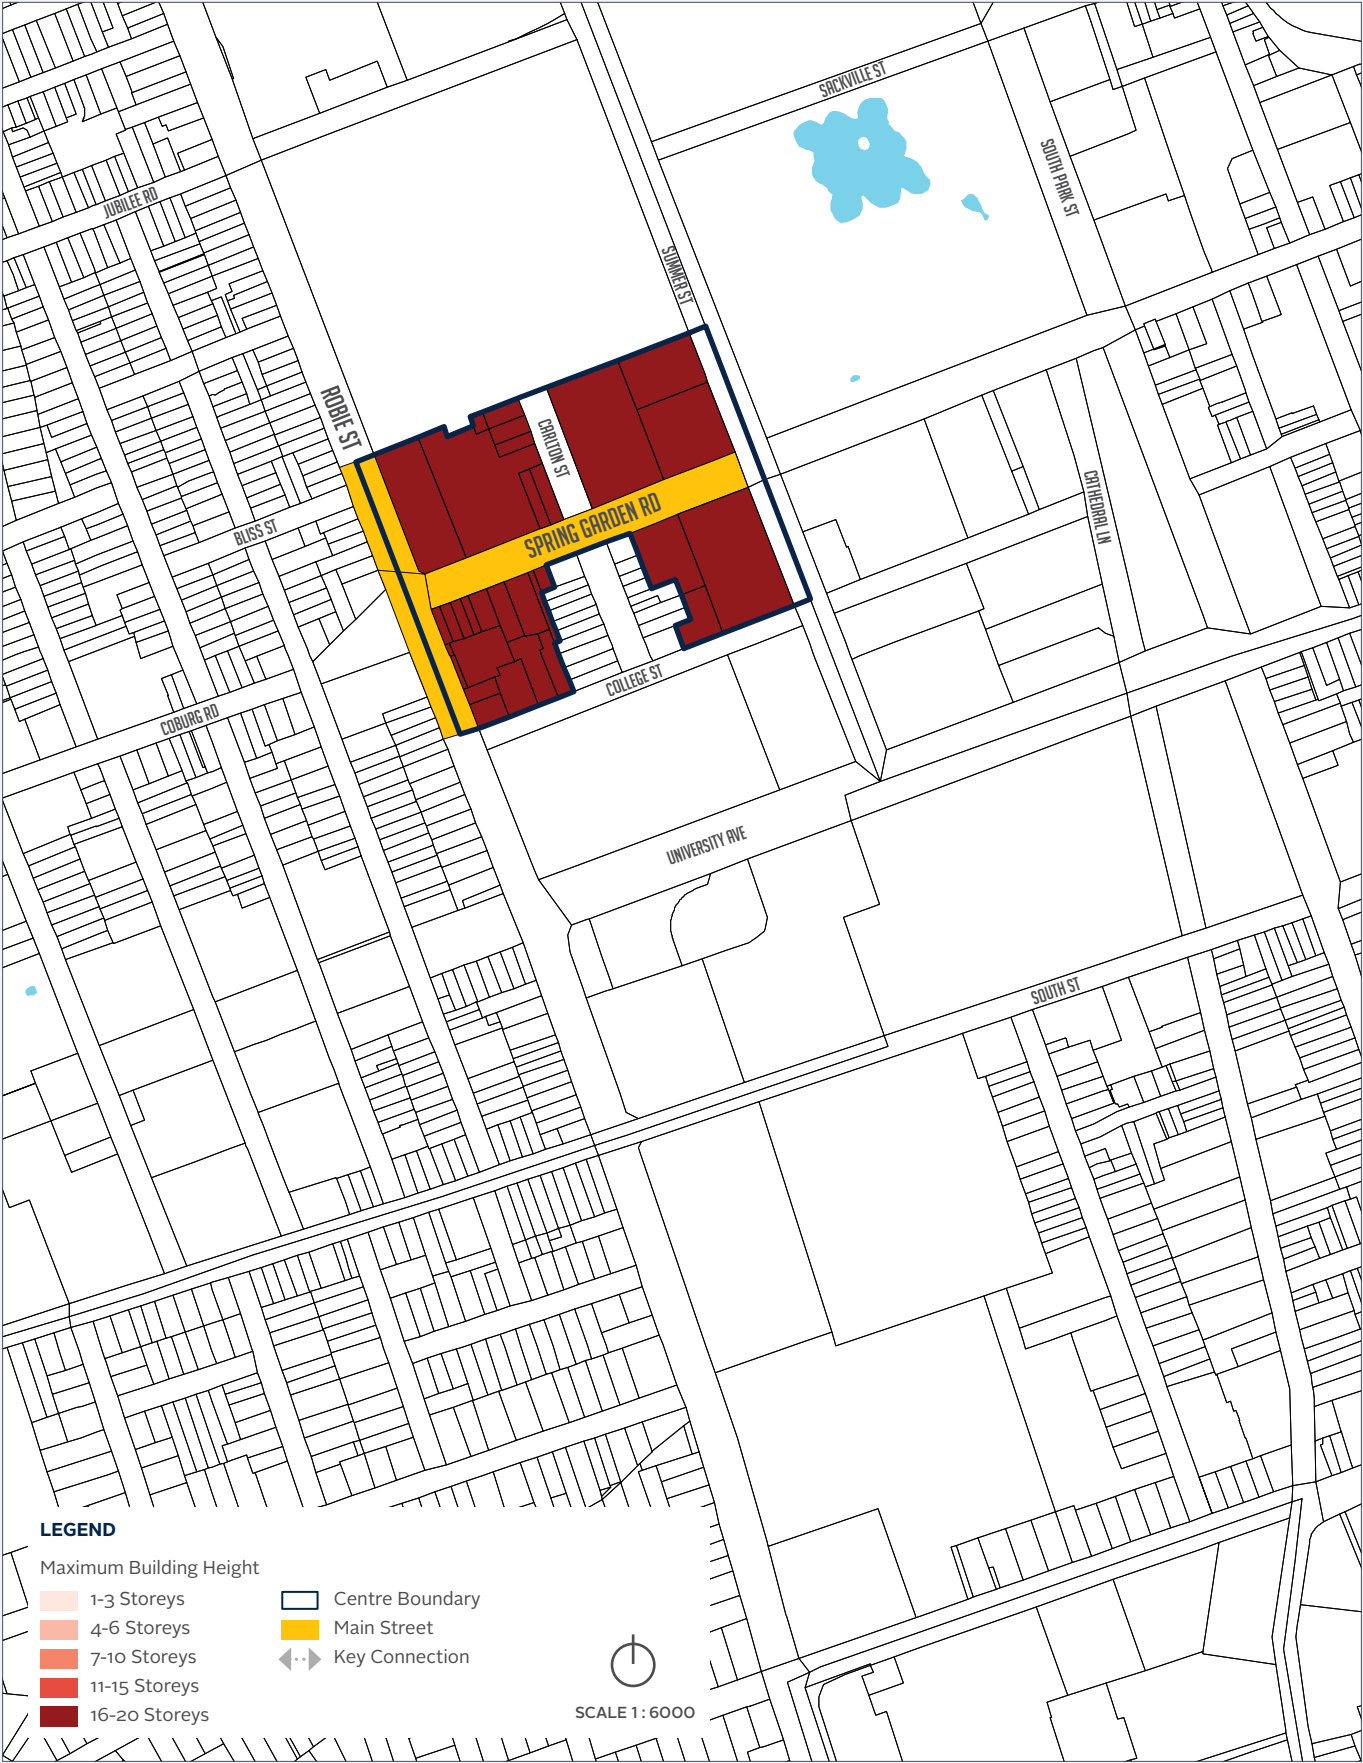 SACKVILLE ST
SOUTH PARK ST
JUBILEE RD
SUMMER ST
ROBIE ST
CARLTON ST
CATHEDRAL LN
SPRING GARDEN RD
BLISS ST
COLLEGE ST
COBURG RD
UNIVERSITY AVE
SOUTH ST
LEGEND
Maximum Building Height
1-3 Storeys
4-6 Storeys
7-10 Storeys
11-15 Storeys
16-20 Storeys
Centre Boundary
Main Street
Key Connection
SCALE 1 : 6000